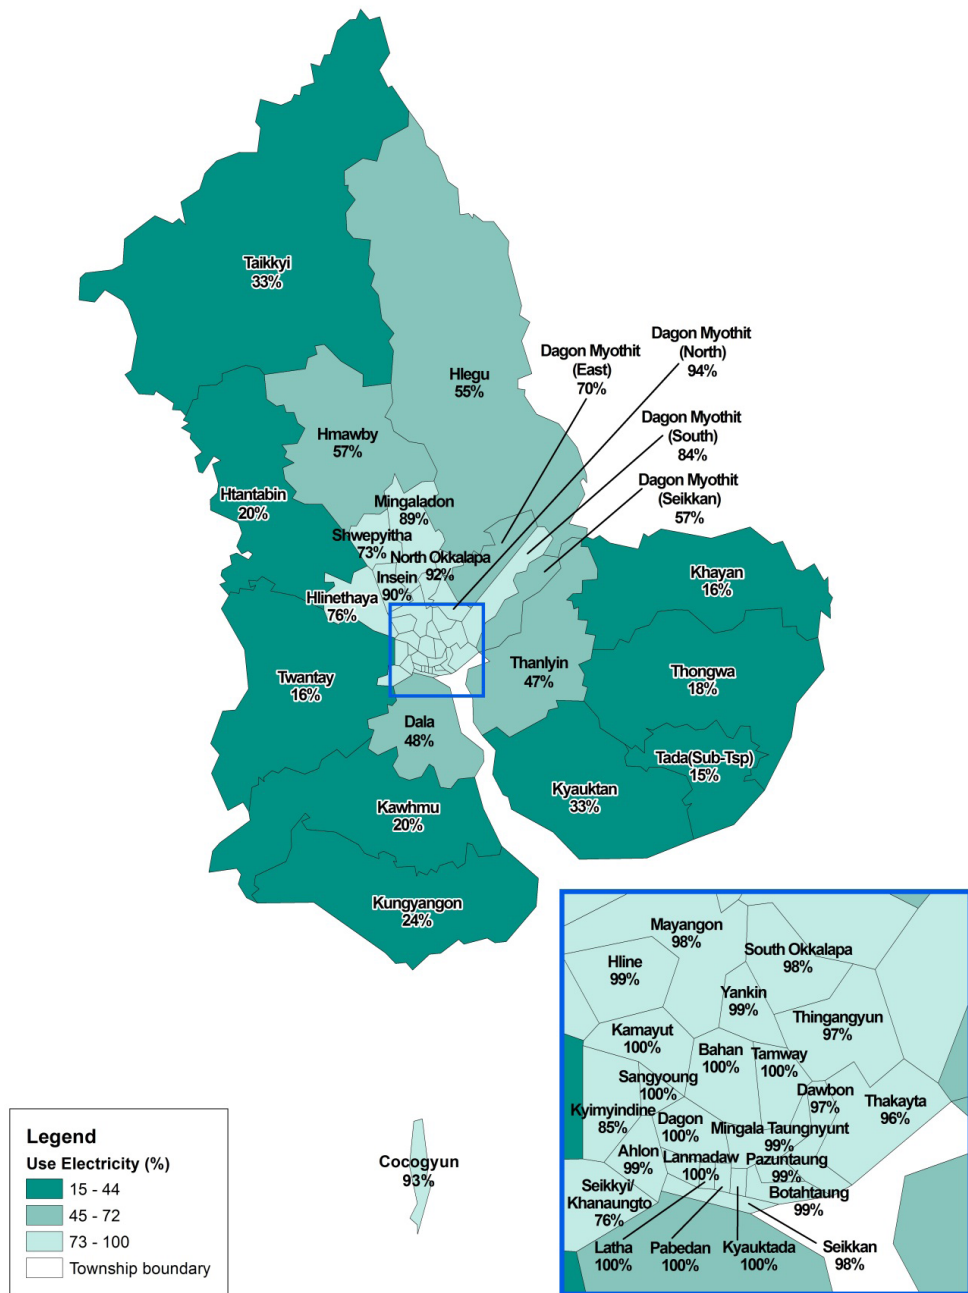 Taikkyi
33%
Hlegu
55%
Dagon Myothit
(East)
70%
Dagon Myothit
(North)
94%
Dagon Myothit
(South)
84%
Dagon Myothit
(Seikkan)
57%
Hmawby
57%
Htantabin
20%
Mingaladon
89%
Shwepyitha
73%
North Okkalapa
92%
Insein
90%
Hlinethaya
76%
Khayan
16%
Twantay
16%
Thanlyin
47%
Thongwa
18%
Dala
48%
Tada(Sub-Tsp)
15%
Kyauktan
33%
Kawhmu
20%
Kungyangon
24%
Mayangon
98%
South Okkalapa
98%
Hline
99%
Yankin
99%
Thingangyun
97%
Kamayut
100%
Bahan
100%
Tamway
100%
Sangyoung
100%
Dawbon
97%
Thakayta
96%
Kyimyindine
85%
Dagon
100%
Mingala Taungnyunt
99%
Ahlon
99%
Lanmadaw
100%
Pazuntaung
99%
Seikkyi/
Khanaungto
76%
Botahtaung
99%
Latha
100%
Pabedan
100%
Kyauktada
100%
Seikkan
98%
Cocogyun
93%
Legend
Use Electricity (%)
15 - 44
45 - 72
73 - 100
Township boundary